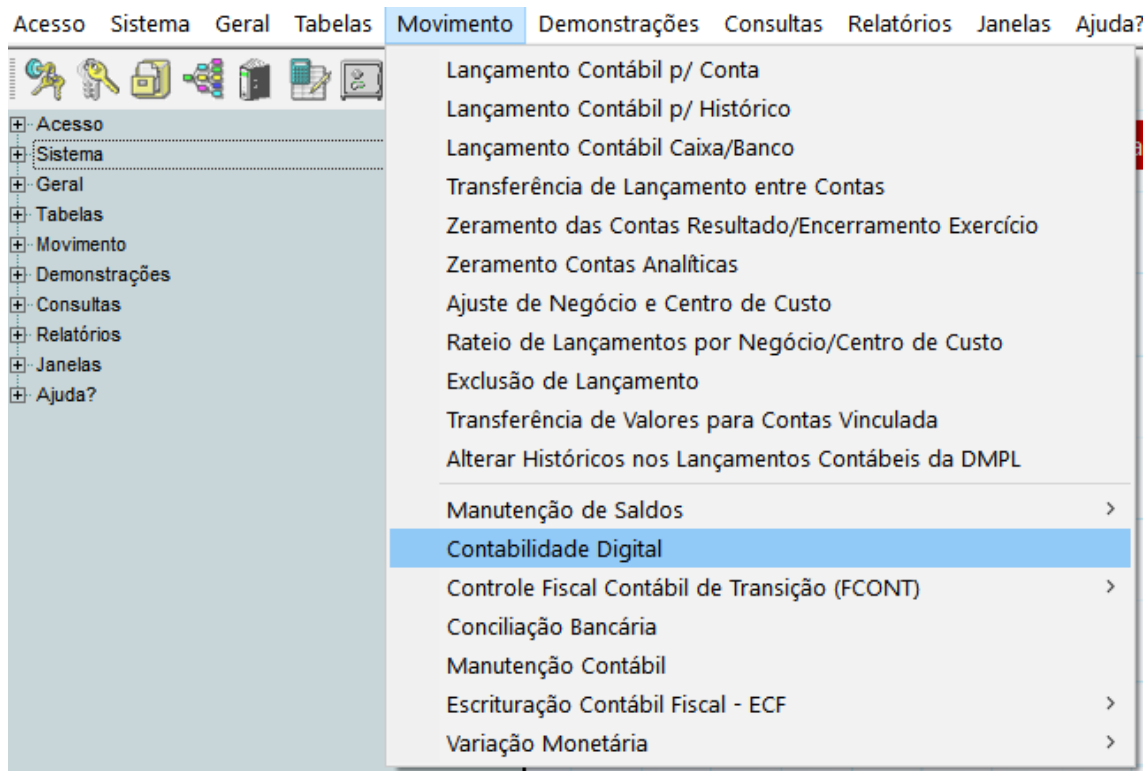 Acesso Sistema Geral Tabelas Movimento Demonstrações Consultas Relatórios Janelas Ajuda?
Acesso
Sistema
Geral
Tabelas
Movimento
Demonstrações
Consultas
Relatórios
Janelas
Ajuda?
Lançamento Contábil p/ Conta
Lançamento Contábil p/ Histórico
Lançamento Contábil Caixa/Banco
Transferência de Lançamento entre Contas
Zeramento das Contas Resultado/Encerramento Exercício
Zeramento Contas Analíticas
Ajuste de Negócio e Centro de Custo
Rateio de Lançamentos por Negócio/Centro de Custo
Exclusão de Lançamento
Transferência de Valores para Contas Vinculada
Alterar Históricos nos Lançamentos Contábeis da DMPL
Manutenção de Saldos
Contabilidade Digital
Controle Fiscal Contábil de Transição (FCONT)
Conciliação Bancária
Manutenção Contábil
Escrituração Contábil Fiscal - ECF
Variação Monetária